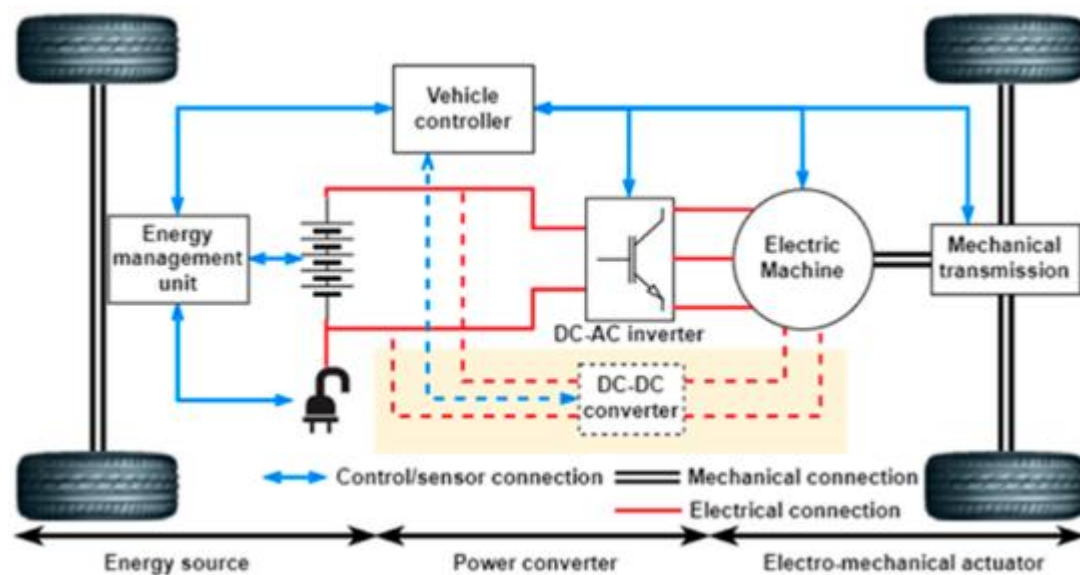 Vehicle
controller
Energy
management
unit
Electric
Machine
Mechanical
transmission
DC-AC inverter
DC-DC
converter
Control/sensor connection
Mechanical connection
Electrical connection
Energy source
Power converter
Electro-mechanical actuator